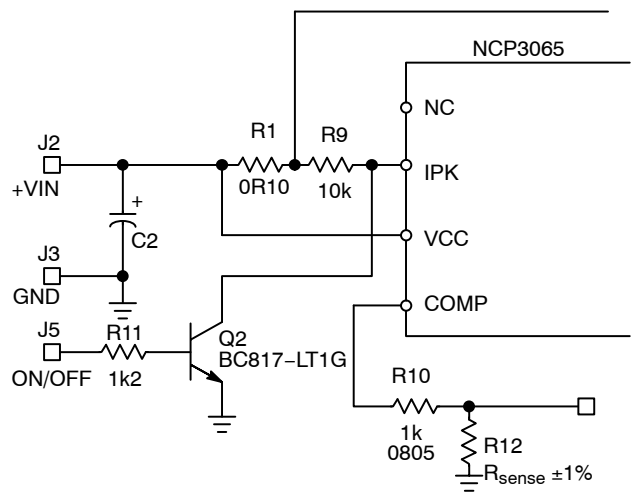 NCP3065
NC
R1
R9
J2
IPK
+VIN
0R10
10k
+
C2
VCC
J3
GND
COMP
J5
R11
Q2
BC817–LT1G
ON/OFF
1k2
R10
1k
0805
R12
Rsense ±1%